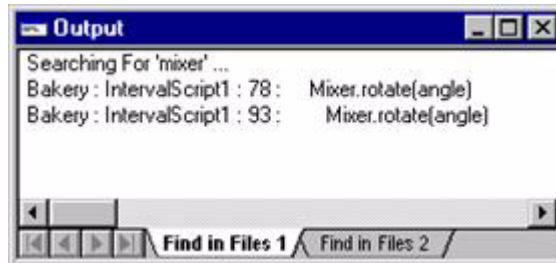 Output
Searching For 'mixer' ...
Bakery : IntervalScript1 : 78 : Mixer.rotate(angle)
Bakery : IntervalScript1 : 93 : Mixer.rotate(angle)
Find in Files 1 Find in Files 2